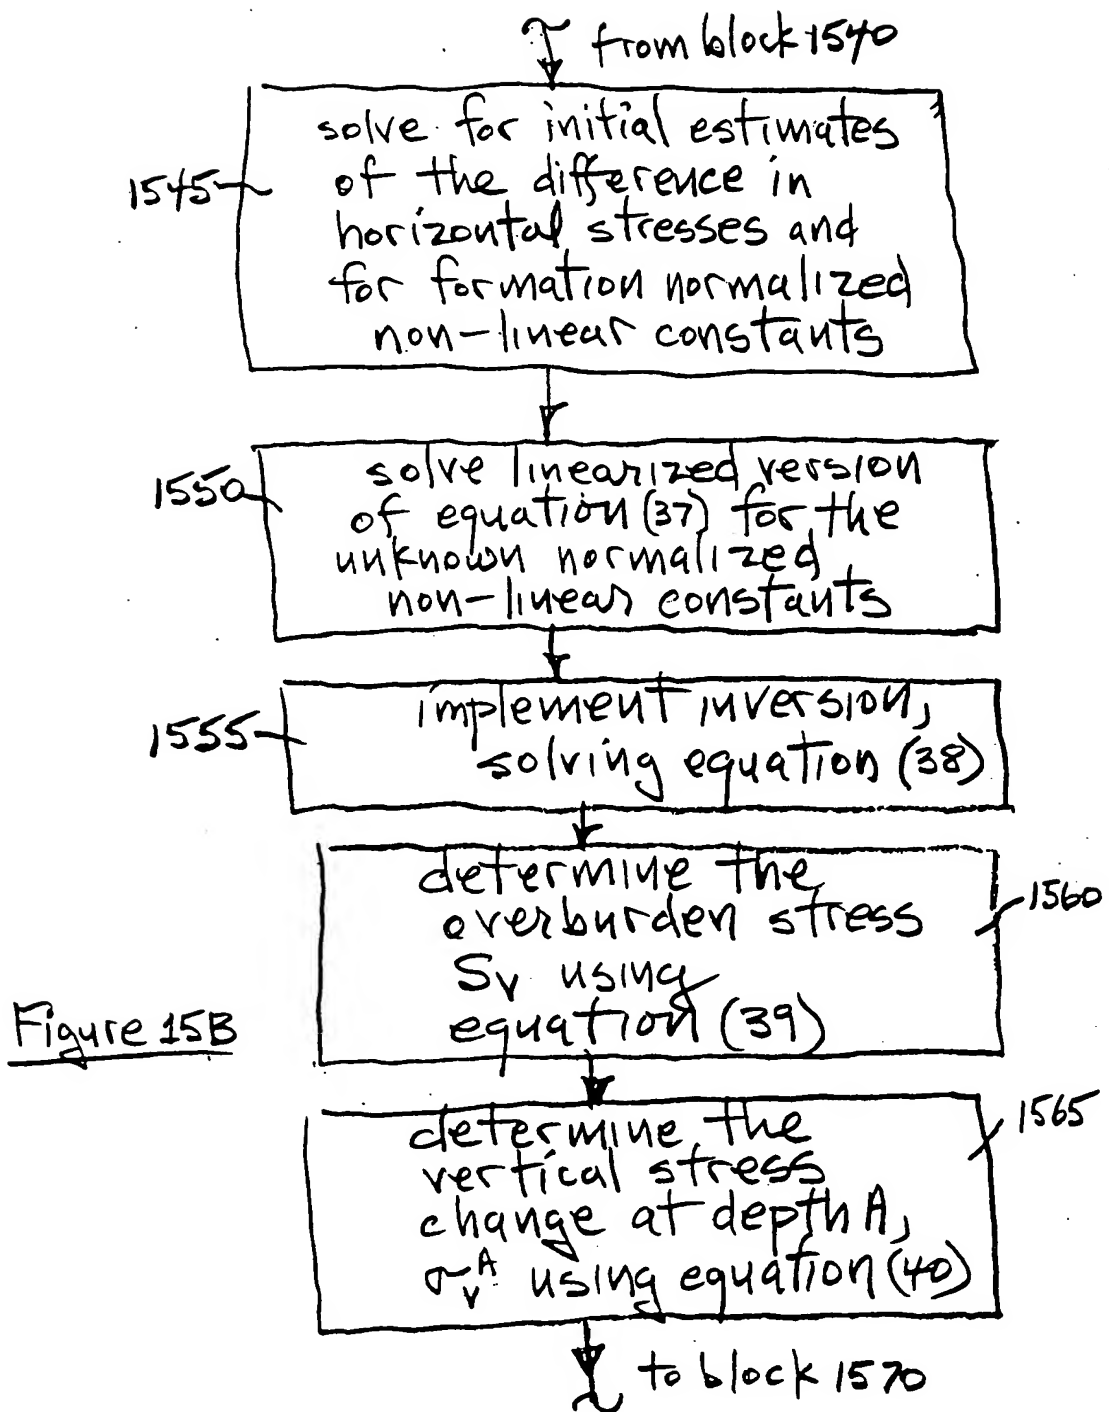 from block 1540
1545
solve for initial estimates
of the difference in
horizontal stresses and
for formation normalized
non-linear constants
1550
solve linearized version
of equation (37) for the
unknown normalized
non-linear constants
1555
implement inversion,
solving equation (38)
determine the
overburden stress
Sv using
equation (39)
1560
Figure 15B
determine the
vertical stress
change at depth A,
σ_v^A using equation (40)
1565
to block 1570